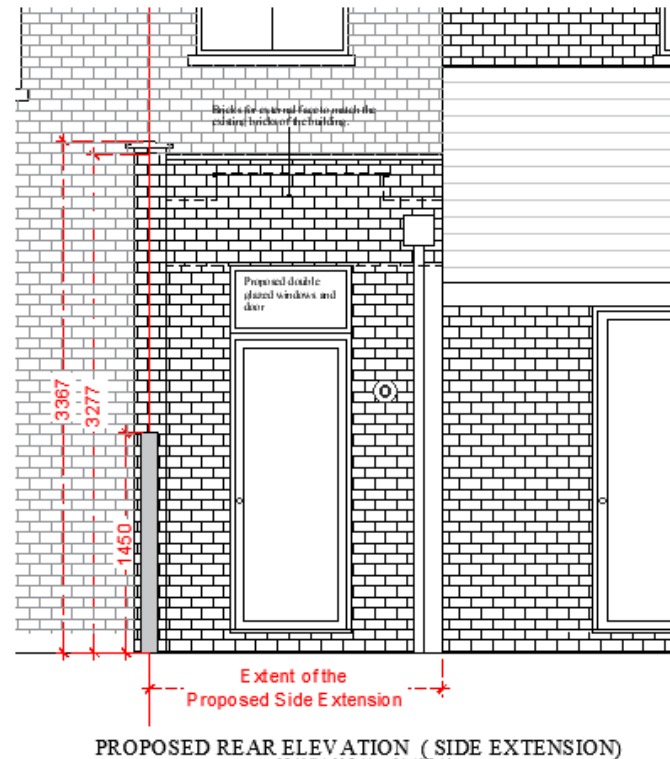 Bricks for external face to match the
existing bricks of the building.
Proposed double
glazed windows and
door
3367
3277
1450
Extent of the
Proposed Side Extension
PROPOSED REAR ELEVATION ( SIDE EXTENSION)